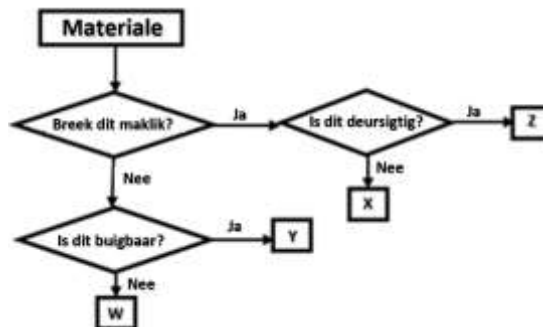 Materiale
Breek dit maklik?
Ja
Is dit deursigtig?
Ja
Z
Nee
X
Nee
Is dit buigbaar?
Ja
Y
Nee
W